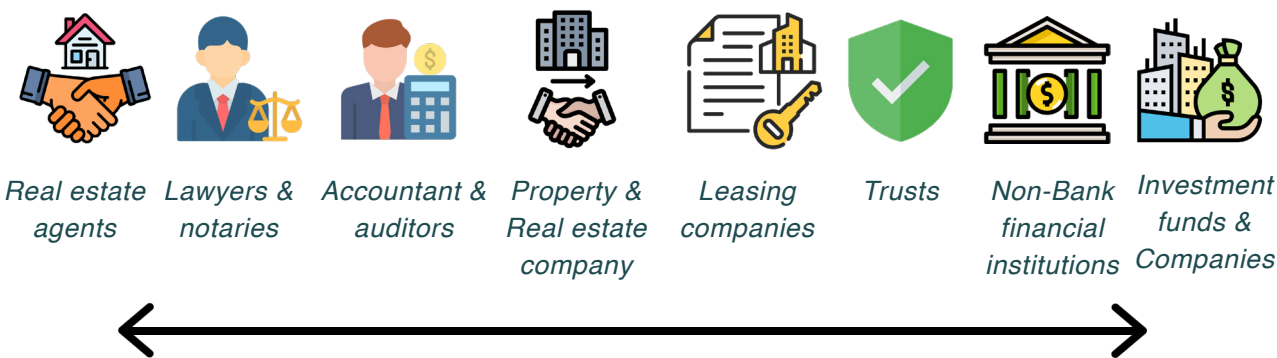 Real estate
agents
Lawyers &
notaries
Accountant &
auditors
Property &
Real estate
company
Leasing
companies
Trusts
Non-Bank
financial
institutions
Investment
funds &
Companies